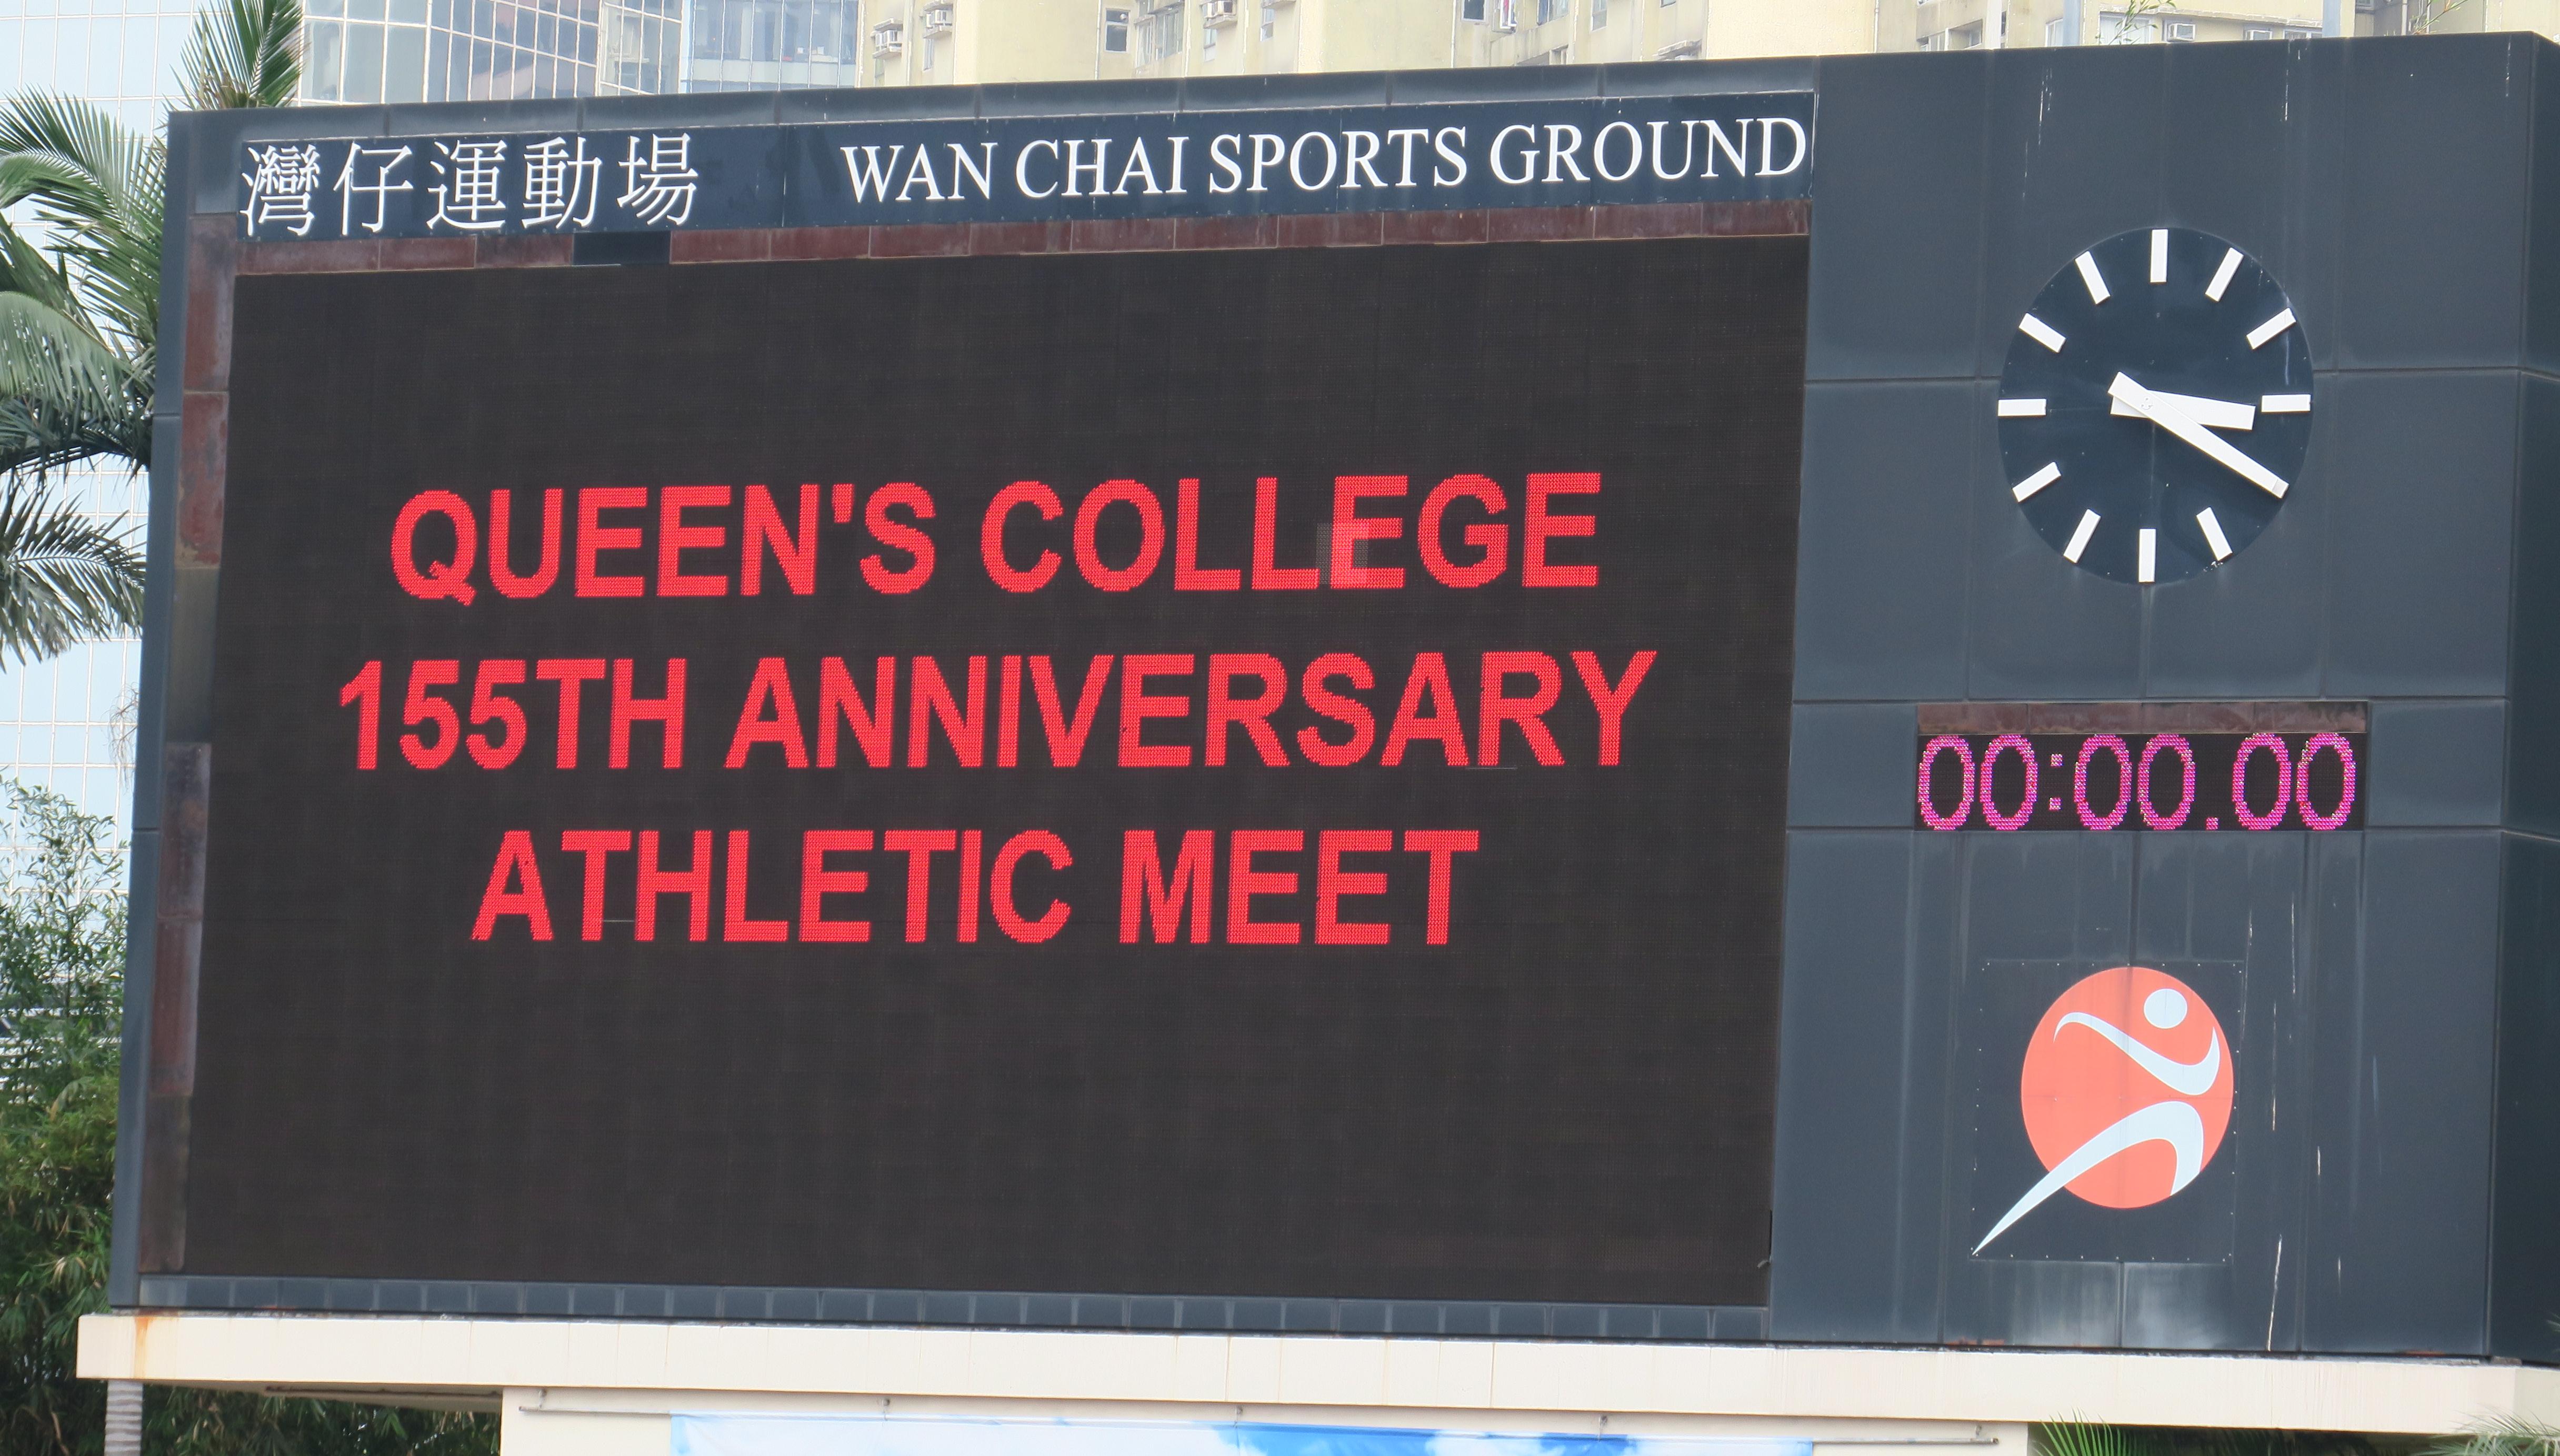 灣仔運動場 WAN CHAI SPORTS GROUND
QUEEN'S COLLEGE
155TH ANNIVERSARY
ATHLETIC MEET
00:00.00